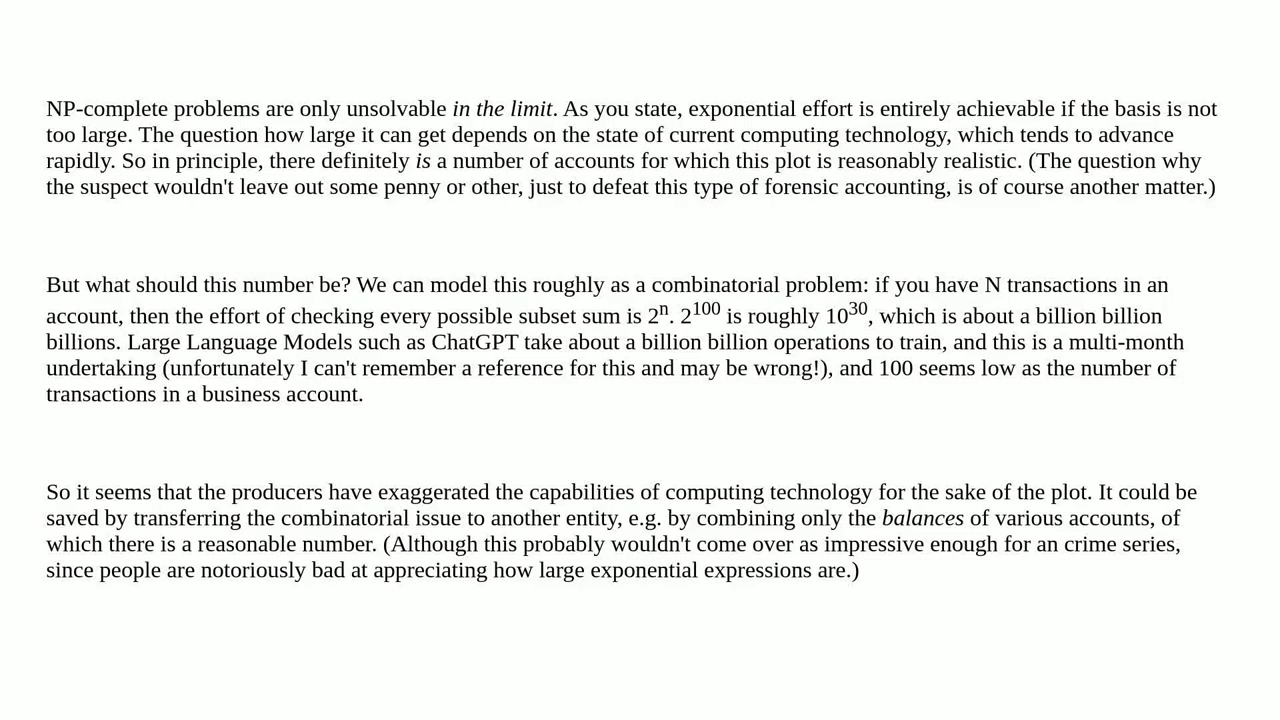 NP-complete problems are only unsolvable in the limit. As you state, exponential effort is entirely achievable if the basis is not
too large. The question how large it can get depends on the state of current computing technology, which tends to advance
rapidly. So in principle, there definitely is a number of accounts for which this plot is reasonably realistic. (The question why
the suspect wouldn't leave out some penny or other, just to defeat this type of forensic accounting, is of course another matter.)
But what should this number be? We can model this roughly as a combinatorial problem: if you have N transactions in an
account, then the effort of checking every possible subset sum is 2ⁿ. 2¹⁰⁰ is roughly 10³⁰, which is about a billion billion
billions. Large Language Models such as ChatGPT take about a billion billion operations to train, and this is a multi-month
undertaking (unfortunately I can't remember a reference for this and may be wrong!), and 100 seems low as the number of
transactions in a business account.
So it seems that the producers have exaggerated the capabilities of computing technology for the sake of the plot. It could be
saved by transferring the combinatorial issue to another entity, e.g. by combining only the balances of various accounts, of
which there is a reasonable number. (Although this probably wouldn't come over as impressive enough for an crime series,
since people are notoriously bad at appreciating how large exponential expressions are.)